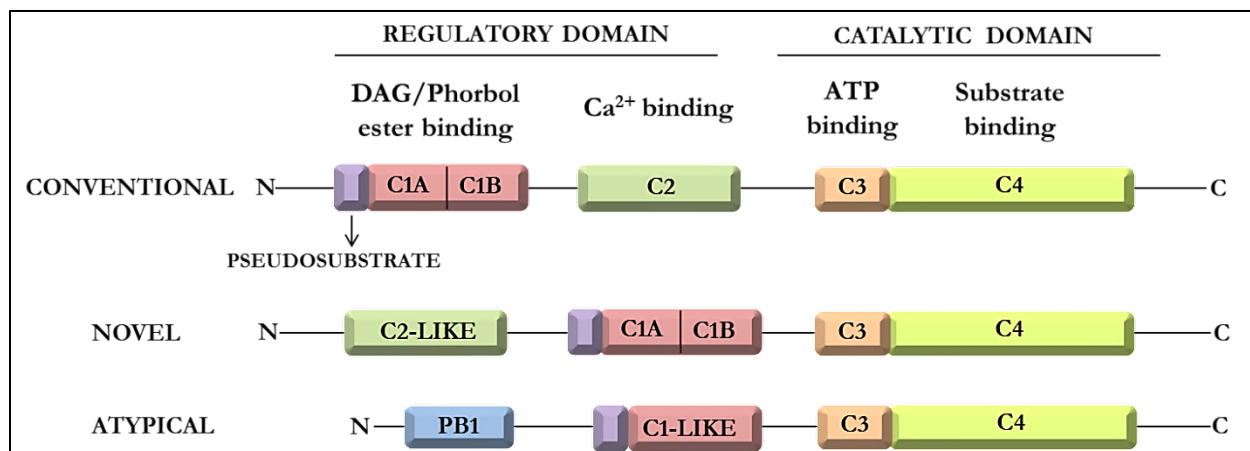 REGULATORY DOMAIN CATALYTIC DOMAIN
DAG/Phorbol ester binding Ca²⁺ binding ATP binding Substrate binding
CONVENTIONAL N C1A C1B C2 C3 C4 C
PSEUDOSUBSTRATE
NOVEL N C2-LIKE C1A C1B C3 C4 C
ATYPICAL N PB1 C1-LIKE C3 C4 C